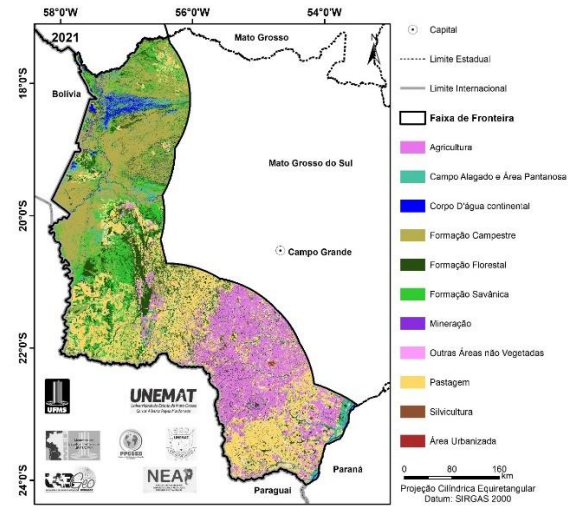 58°0'O 56°0'O 54°0'O
2021
Mato Grosso
Bolívia
Mato Grosso do Sul
Campo Grande
Paraná
Paraguai
18°0'S
20°0'S
22°0'S
24°0'S
N
Capital
Limite Estadual
Limite Internacional
Faixa de Fronteira
Agricultura
Campo Alagado e Área Pantanosa
Corpo D'água continental
Formação Campestre
Formação Florestal
Formação Savânica
Mineração
Outras Áreas não Vegetadas
Pastagem
Silvicultura
Área Urbanizada
0 80 160
km
Projeção Cilíndrica Equiretangular
Datum: SIRGAS 2000
UFMS
UNEMAT
PPGGEO
UNEMAT
Geo
NEAP